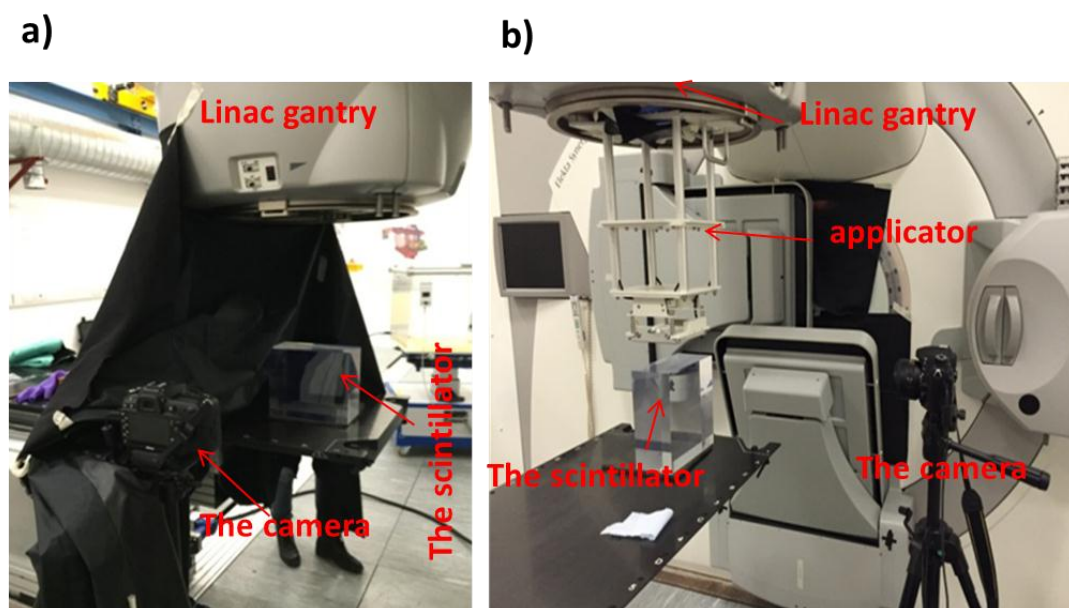 a)
b)
Linac gantry
The scintillator
The camera
Linac gantry
applicator
The scintillator
The camera